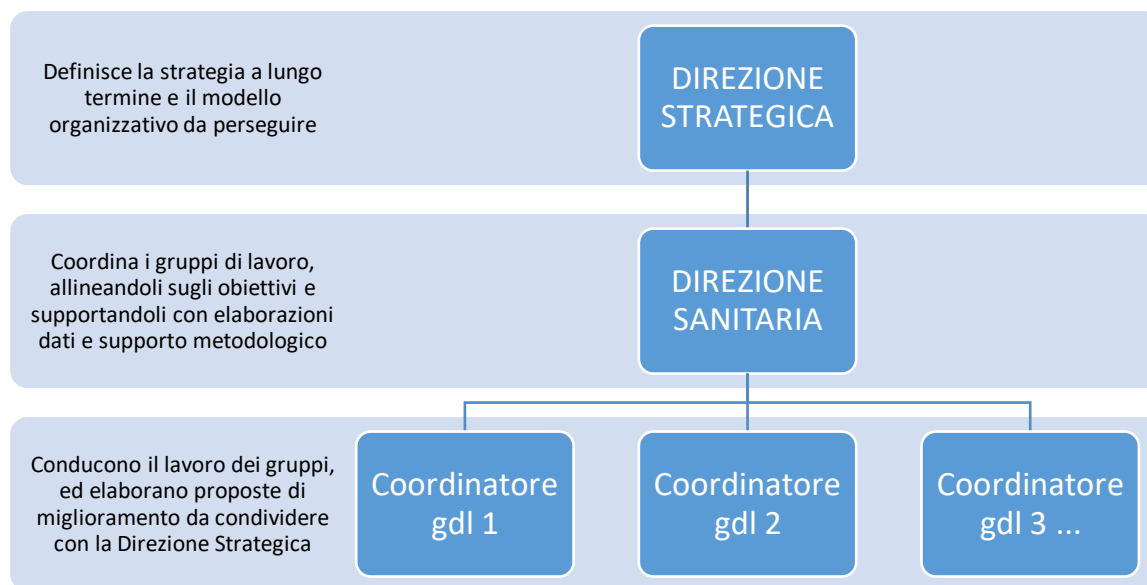 Definisce la strategia a lungo
termine e il modello
organizzativo da perseguire
DIREZIONE
STRATEGICA
Coordina i gruppi di lavoro,
allineandoli sugli obiettivi e
supportandoli con elaborazioni
dati e supporto metodologico
DIREZIONE
SANITARIA
Conducono il lavoro dei gruppi,
ed elaborano proposte di
miglioramento da condividere
con la Direzione Strategica
Coordinatore
gdl 1
Coordinatore
gdl 2
Coordinatore
gdl 3 ...